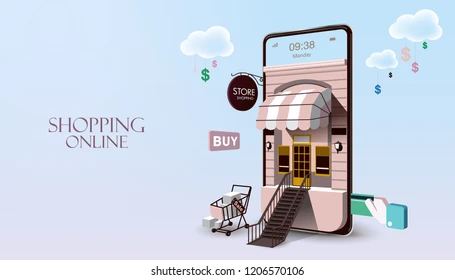 09:38
Monday
STORE
SHOPPING
SHOPPING
ONLINE
BUY
$ $ $ $ $
shutterstock.com · 1206570106